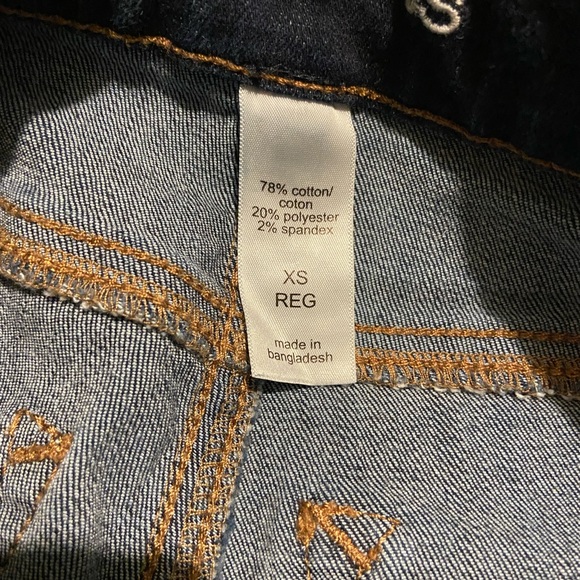 S
78% cotton/
coton
20% polyester
2% spandex
XS
REG
made in
bangladesh